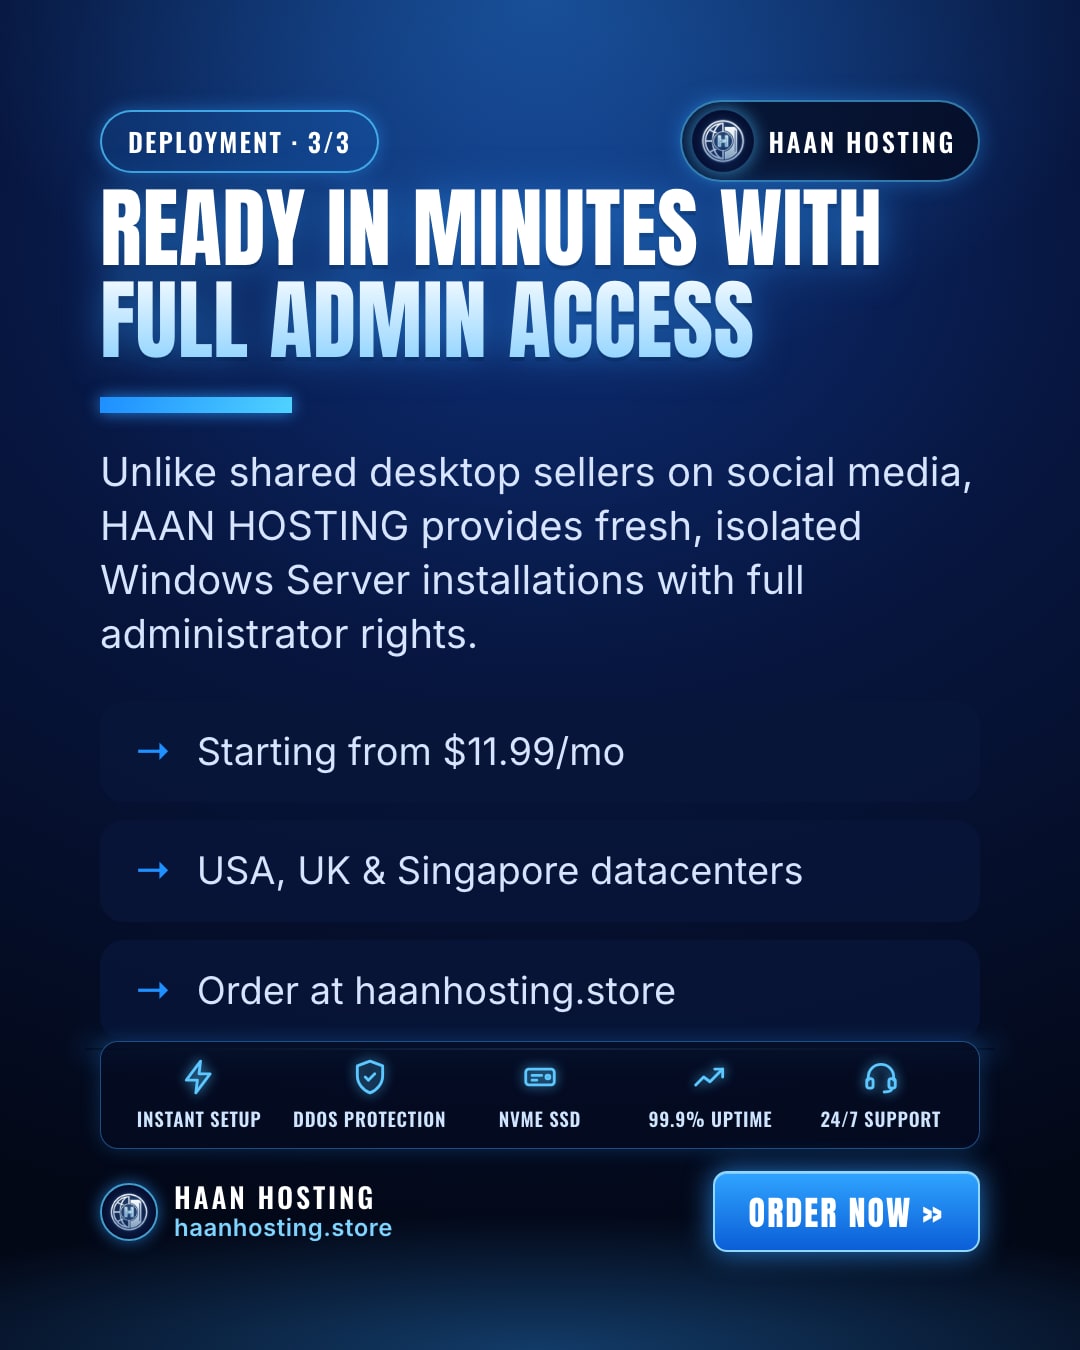 DEPLOYMENT · 3/3
HAAN HOSTING
READY IN MINUTES WITH
FULL ADMIN ACCESS
Unlike shared desktop sellers on social media,
HAAN HOSTING provides fresh, isolated
Windows Server installations with full
administrator rights.
→ Starting from $11.99/mo
→ USA, UK & Singapore datacenters
→ Order at haanhosting.store
INSTANT SETUP
DDOS PROTECTION
NVME SSD
99.9% UPTIME
24/7 SUPPORT
HAAN HOSTING
haanhosting.store
ORDER NOW »